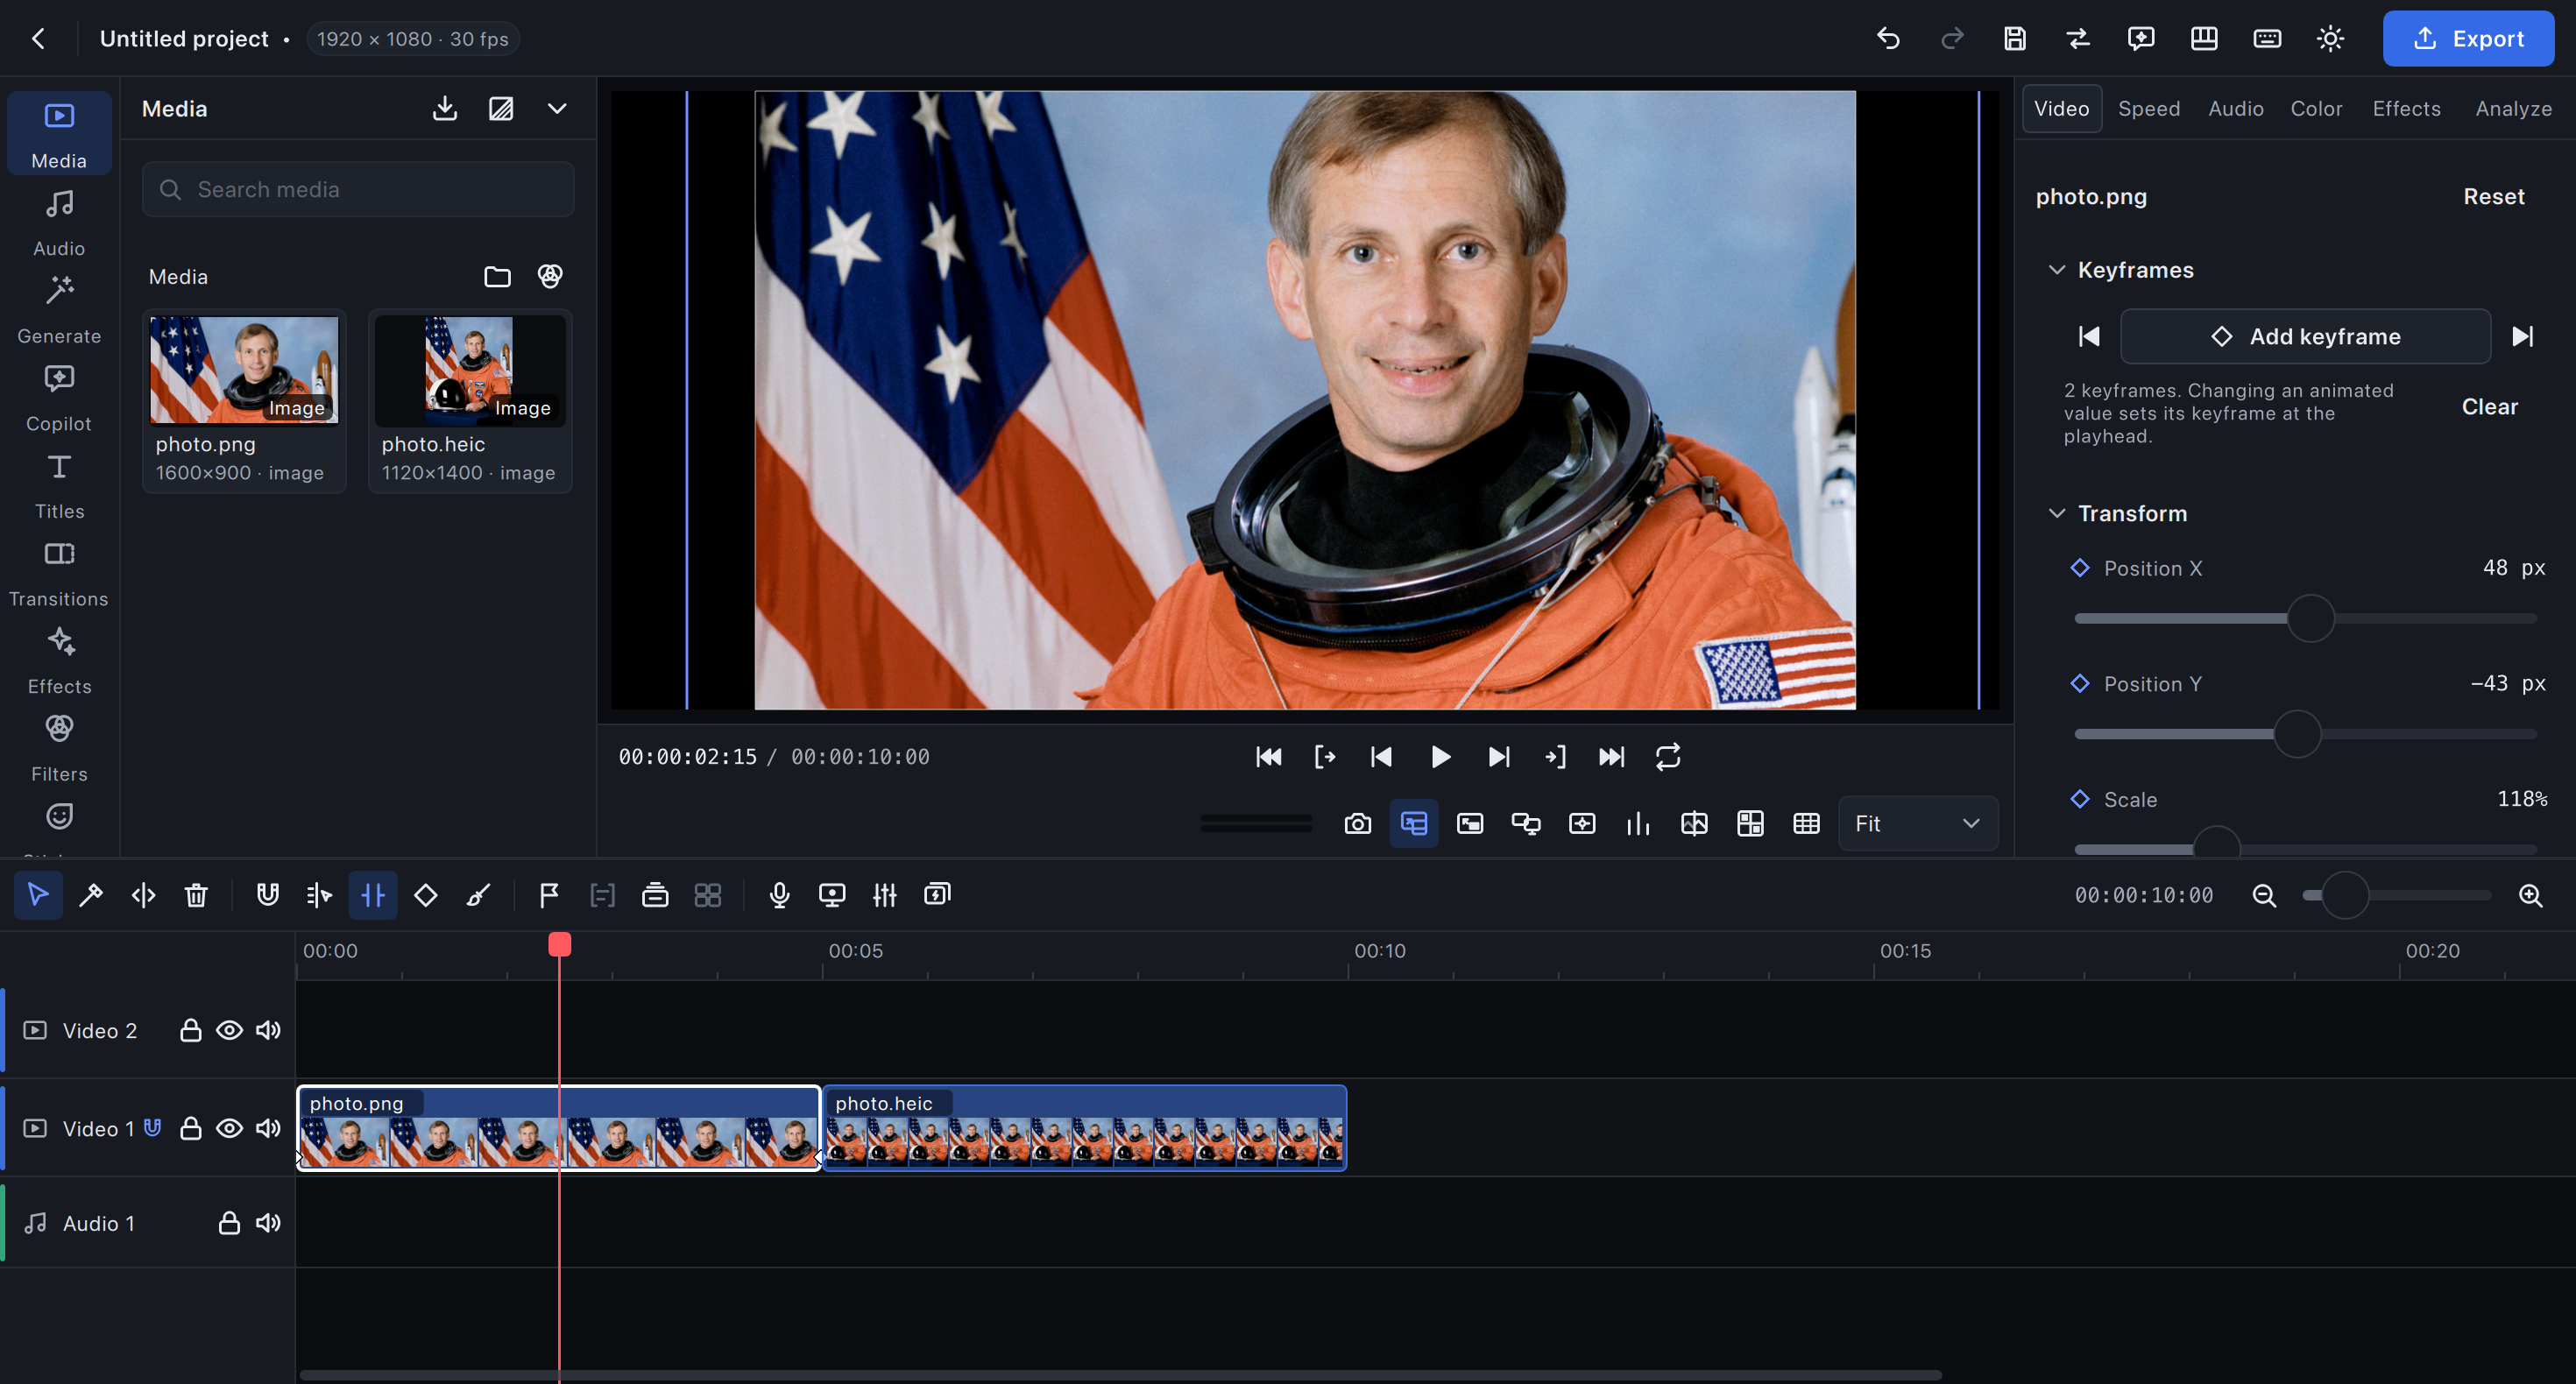 Untitled project •
1920 × 1080 · 30 fps
Export
Media
Audio
Generate
Copilot
Titles
Transitions
Effects
Filters
Media
Search media
Media
Image
photo.png
1600×900 · image
Image
photo.heic
1120×1400 · image
00:00:02:15 / 00:00:10:00
Fit
Video
Speed
Audio
Color
Effects
Analyze
photo.png
Reset
Keyframes
Add keyframe
2 keyframes. Changing an animated
value sets its keyframe at the
playhead.
Clear
Transform
Position X
48 px
Position Y
−43 px
Scale
118%
00:00:10:00
00:00
00:05
00:10
00:15
00:20
Video 2
Video 1
photo.png
photo.heic
Audio 1